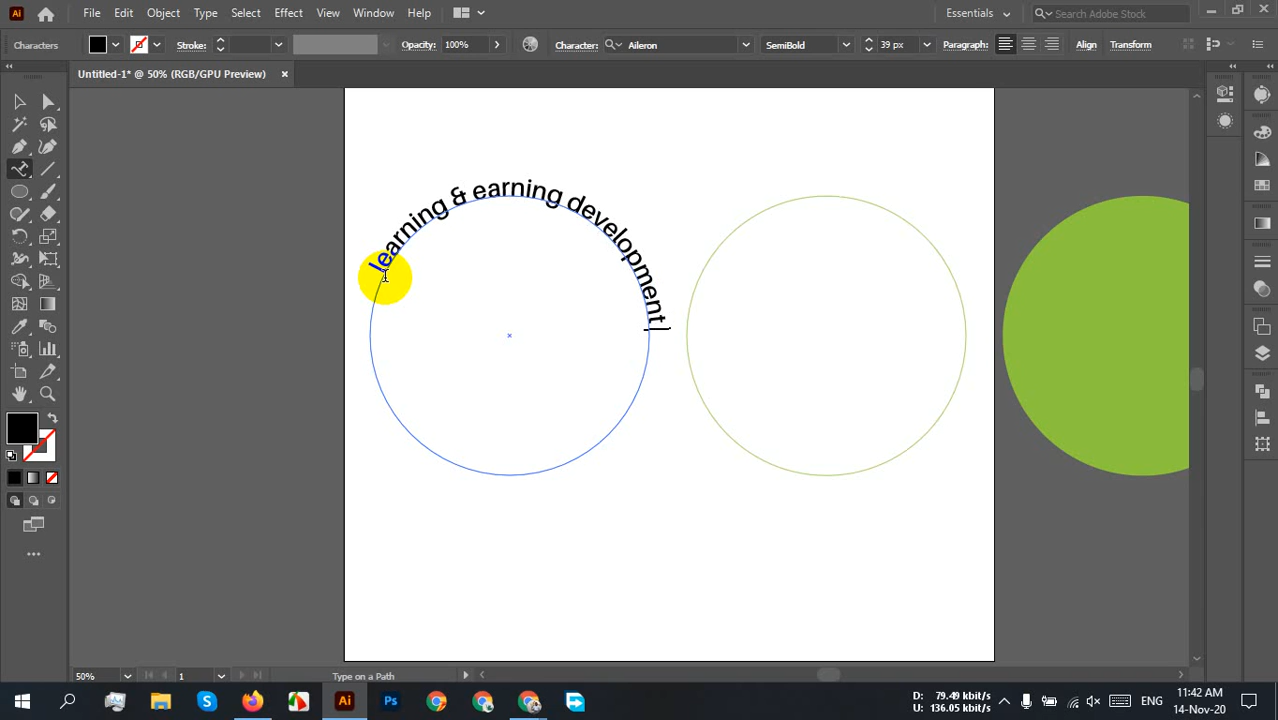 Ai
File
Edit
Object
Type
Select
Effect
View
Window
Help
Essentials
Search Adobe Stock
Characters
Stroke:
Opacity:
100%
Character:
Aileron
SemiBold
39 px
Paragraph:
Align
Transform
Untitled-1* @ 50% (RGB/GPU Preview)
learning & earning development
50%
1
Type on a Path
S
Ai
Ps
D: 79.49 kbit/s
U: 136.05 kbit/s
ENG
11:42 AM
14-Nov-20